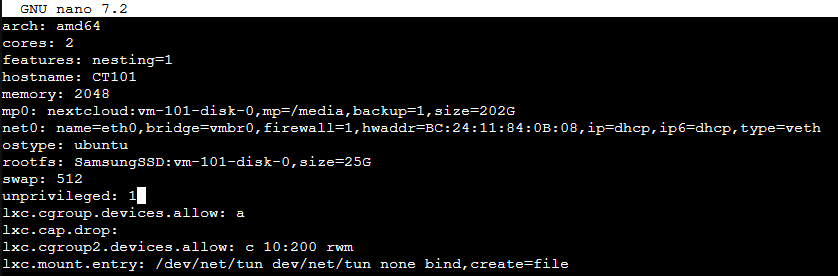 GNU nano 7.2
arch: amd64
cores: 2
features: nesting=1
hostname: CT101
memory: 2048
mp0: nextcloud:vm-101-disk-0,mp=/media,backup=1,size=202G
net0: name=eth0,bridge=vmbr0,firewall=1,hwaddr=BC:24:11:84:0B:08,ip=dhcp,ip6=dhcp,type=veth
ostype: ubuntu
rootfs: SamsungSSD:vm-101-disk-0,size=25G
swap: 512
unprivileged: 1
lxc.cgroup.devices.allow: a
lxc.cap.drop:
lxc.cgroup2.devices.allow: c 10:200 rwm
lxc.mount.entry: /dev/net/tun dev/net/tun none bind,create=file